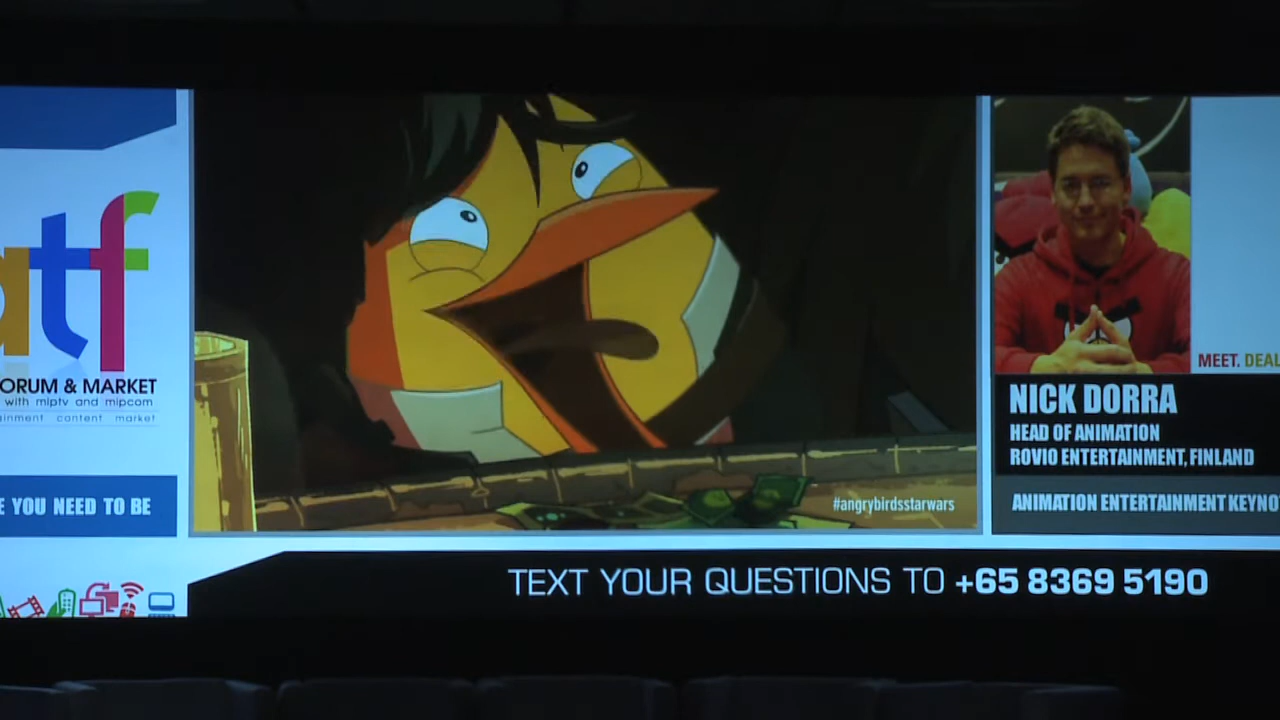 atf
ORUM & MARKET
with miptv and mipcom
inment content market
E YOU NEED TO BE
#angrybirdsstarwars
MEET. DEAL
NICK DORRA
HEAD OF ANIMATION
ROVIO ENTERTAINMENT, FINLAND
ANIMATION ENTERTAINMENT KEYNO
TEXT YOUR QUESTIONS TO +65 8369 5190